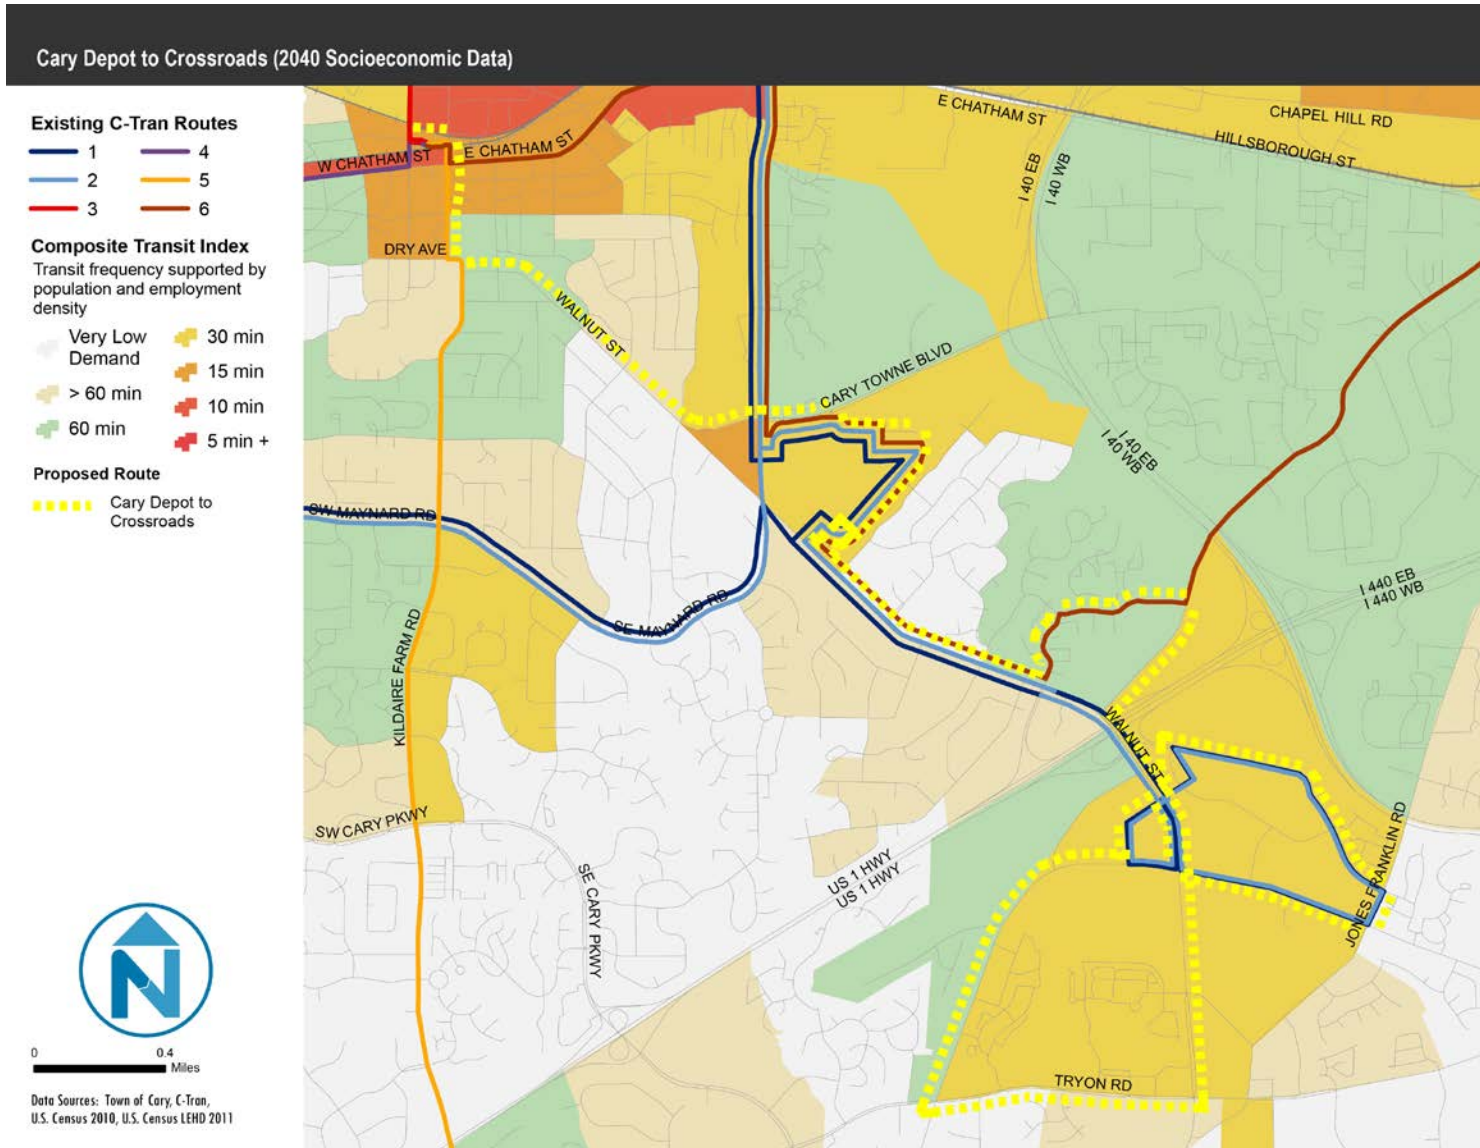 Cary Depot to Crossroads (2040 Socioeconomic Data)
Existing C-Tran Routes
1
4
2
5
3
6
Composite Transit Index
Transit frequency supported by
population and employment
density
Very Low
Demand
30 min
15 min
> 60 min
10 min
60 min
5 min +
Proposed Route
Cary Depot to
Crossroads
N
0
0.4
Miles
Data Sources: Town of Cary, C-Tran,
U.S. Census 2010, U.S. Census LEHD 2011
E CHATHAM ST
CHAPEL HILL RD
HILLSBOROUGH ST
W CHATHAM ST
E CHATHAM ST
I 40 EB
I 40 WB
DRY AVE
WALNUT ST
CARY TOWNE BLVD
I 40 EB
I 40 WB
SW MAYNARD RD
I 440 EB
I 440 WB
SE MAYNARD RD
KILDAIRE FARM RD
WALNUT ST
SW CARY PKWY
US 1 HWY
US 1 HWY
JONES FRANKLIN RD
SE CARY PKWY
TRYON RD